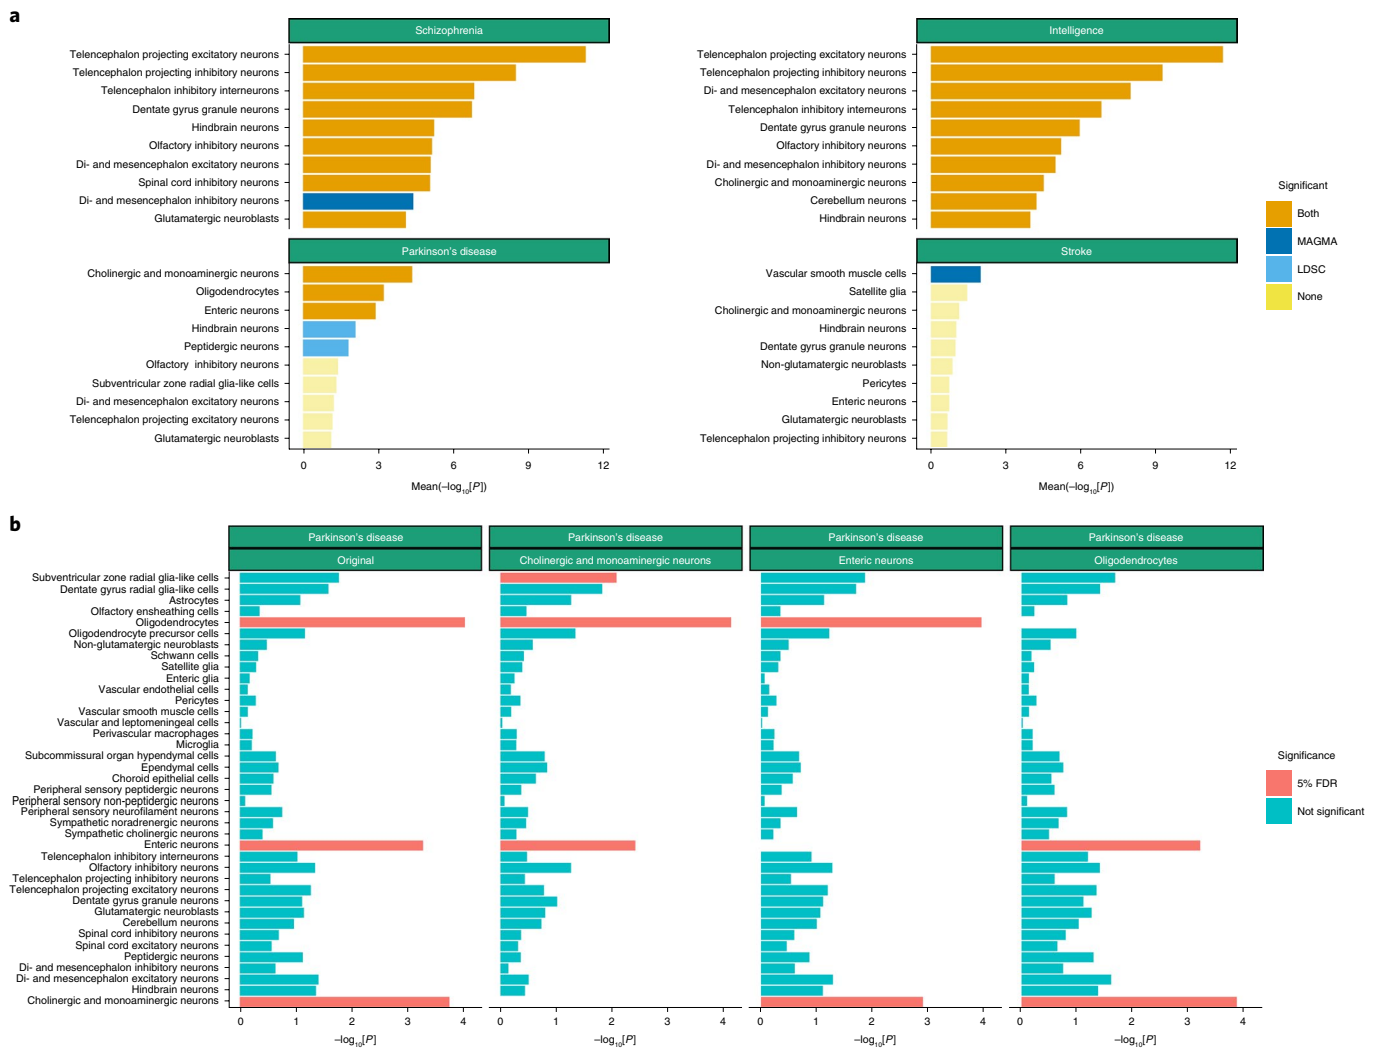 a
Schizophrenia
Telencephalon projecting excitatory neurons
Telencephalon projecting inhibitory neurons
Telencephalon inhibitory interneurons
Dentate gyrus granule neurons
Hindbrain neurons
Olfactory inhibitory neurons
Di- and mesencephalon excitatory neurons
Spinal cord inhibitory neurons
Di- and mesencephalon inhibitory neurons
Glutamatergic neuroblasts
Parkinson's disease
Cholinergic and monoaminergic neurons
Oligodendrocytes
Enteric neurons
Hindbrain neurons
Peptidergic neurons
Olfactory inhibitory neurons
Subventricular zone radial glia-like cells
Di- and mesencephalon excitatory neurons
Telencephalon projecting excitatory neurons
Glutamatergic neuroblasts
0 3 6 9 12
Mean(–log10[P])
Intelligence
Telencephalon projecting excitatory neurons
Telencephalon projecting inhibitory neurons
Di- and mesencephalon excitatory neurons
Telencephalon inhibitory interneurons
Dentate gyrus granule neurons
Olfactory inhibitory neurons
Di- and mesencephalon inhibitory neurons
Cholinergic and monoaminergic neurons
Cerebellum neurons
Hindbrain neurons
Stroke
Vascular smooth muscle cells
Satellite glia
Cholinergic and monoaminergic neurons
Hindbrain neurons
Dentate gyrus granule neurons
Non-glutamatergic neuroblasts
Pericytes
Enteric neurons
Glutamatergic neuroblasts
Telencephalon projecting inhibitory neurons
0 3 6 9 12
Mean(–log10[P])
Significant
Both
MAGMA
LDSC
None
b
Parkinson's disease Parkinson's disease Parkinson's disease Parkinson's disease
Original Cholinergic and monoaminergic neurons Enteric neurons Oligodendrocytes
Subventricular zone radial glia-like cells
Dentate gyrus radial glia-like cells
Astrocytes
Olfactory ensheathing cells
Oligodendrocytes
Oligodendrocyte precursor cells
Non-glutamatergic neuroblasts
Schwann cells
Satellite glia
Enteric glia
Vascular endothelial cells
Pericytes
Vascular smooth muscle cells
Vascular and leptomeningeal cells
Perivascular macrophages
Microglia
Subcommissural organ hypendymal cells
Ependymal cells
Choroid epithelial cells
Peripheral sensory peptidergic neurons
Peripheral sensory non-peptidergic neurons
Peripheral sensory neurofilament neurons
Sympathetic noradrenergic neurons
Sympathetic cholinergic neurons
Enteric neurons
Telencephalon inhibitory interneurons
Olfactory inhibitory neurons
Telencephalon projecting inhibitory neurons
Telencephalon projecting excitatory neurons
Dentate gyrus granule neurons
Glutamatergic neuroblasts
Cerebellum neurons
Spinal cord inhibitory neurons
Spinal cord excitatory neurons
Peptidergic neurons
Di- and mesencephalon inhibitory neurons
Di- and mesencephalon excitatory neurons
Hindbrain neurons
Cholinergic and monoaminergic neurons
0 1 2 3 4 0 1 2 3 4 0 1 2 3 4 0 1 2 3 4
–log10[P] –log10[P] –log10[P] –log10[P]
Significance
5% FDR
Not significant